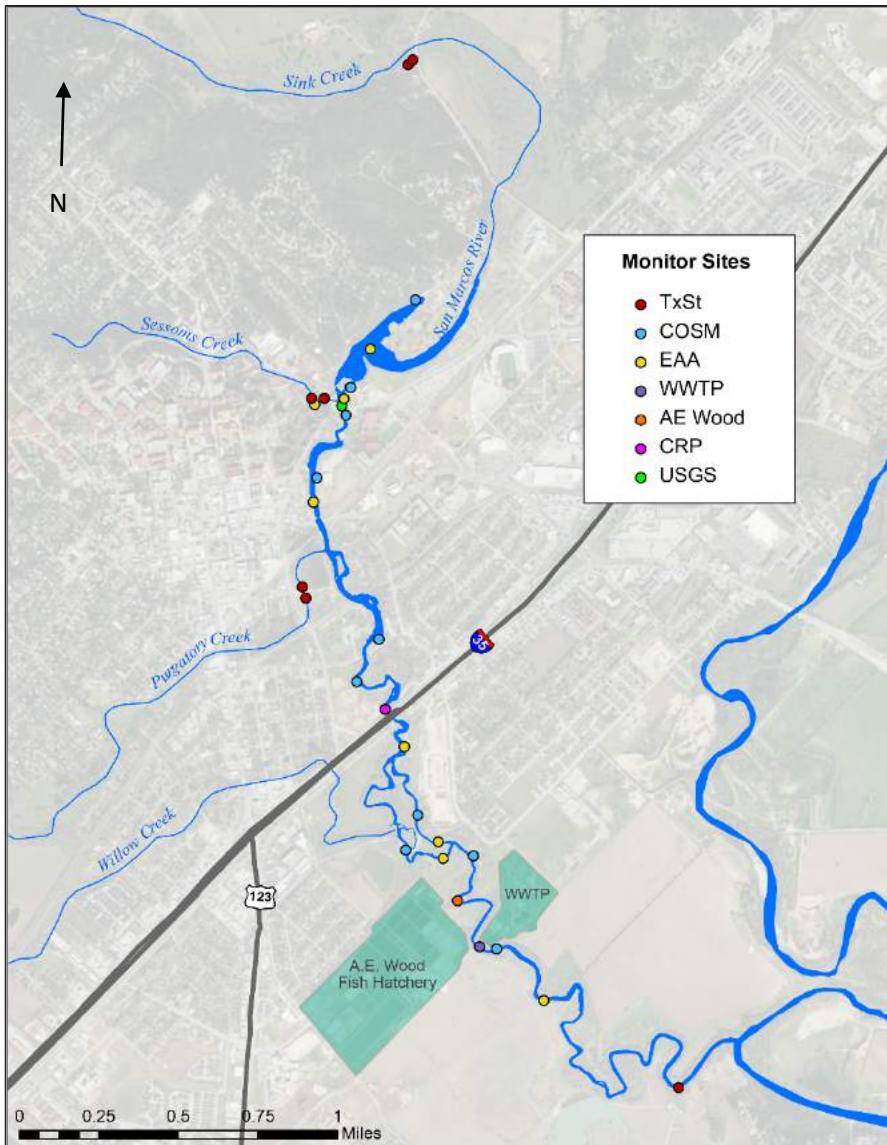 Sink Creek
N
San Marcos River
Monitor Sites
TxSt
COSM
EAA
WWTP
AE Wood
CRP
USGS
Sessoms Creek
Purgatory Creek
35
Willow Creek
123
WWTP
A.E. Wood
Fish Hatchery
0 0.25 0.5 0.75 1
Miles